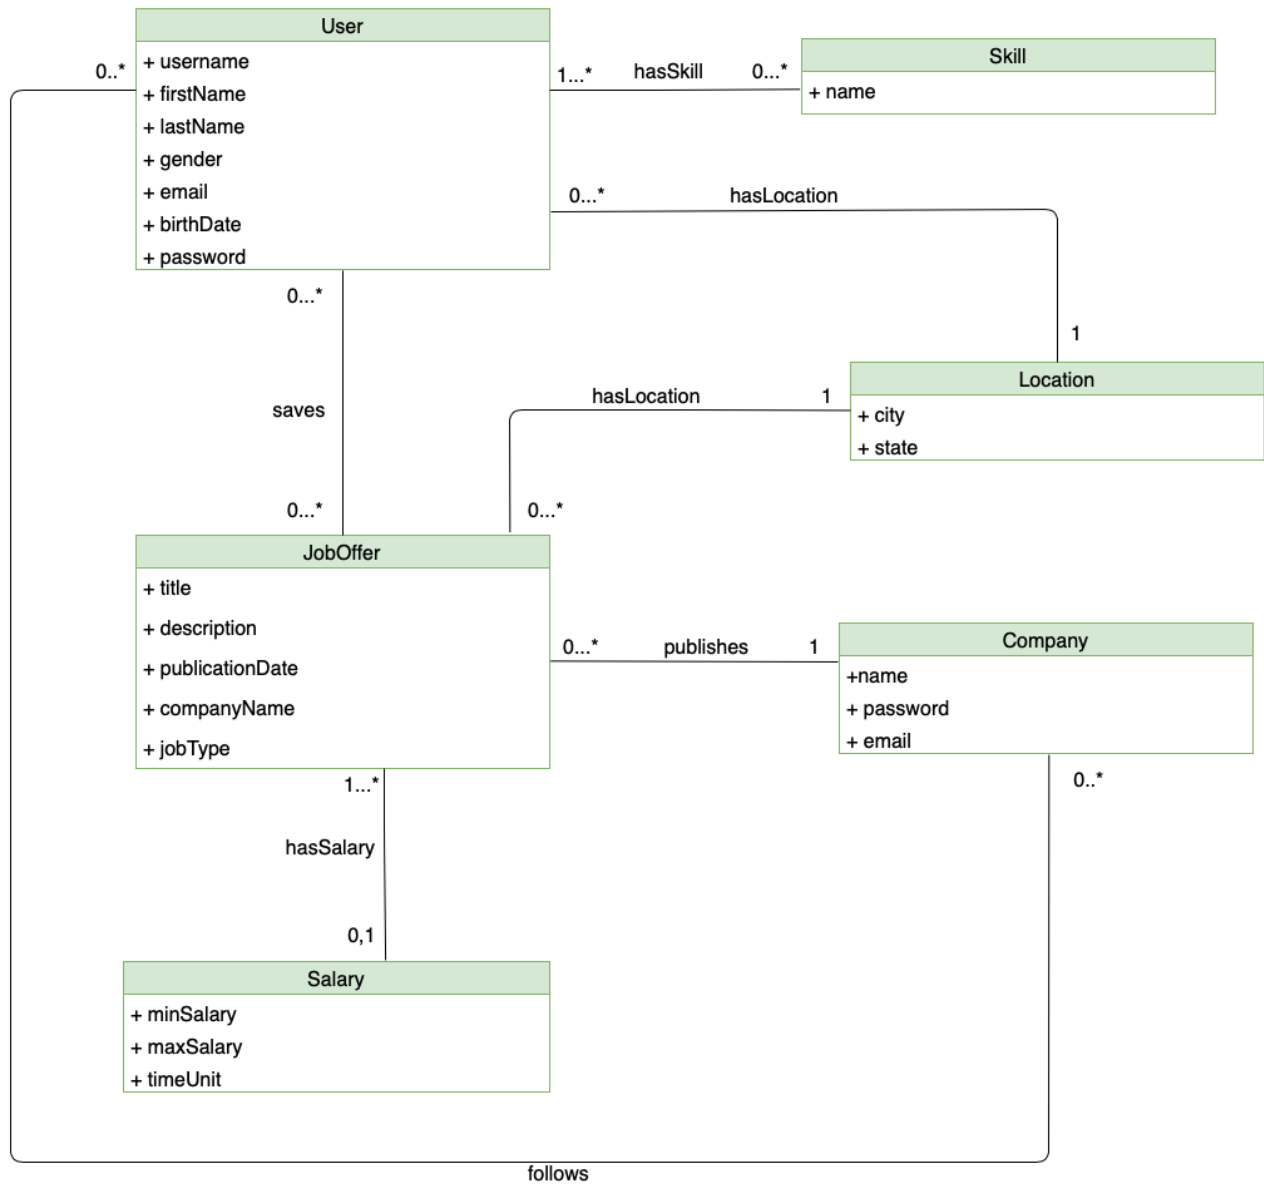 User
0..*
+ username
+ firstName
+ lastName
+ gender
+ email
+ birthDate
+ password
1...*
hasSkill
0...*
Skill
+ name
0...*
hasLocation
1
0...*
saves
0...*
hasLocation
1
0...*
Location
+ city
+ state
JobOffer
+ title
+ description
+ publicationDate
+ companyName
+ jobType
0...*
publishes
1
Company
+name
+ password
+ email
0..*
1...*
hasSalary
0,1
Salary
+ minSalary
+ maxSalary
+ timeUnit
follows